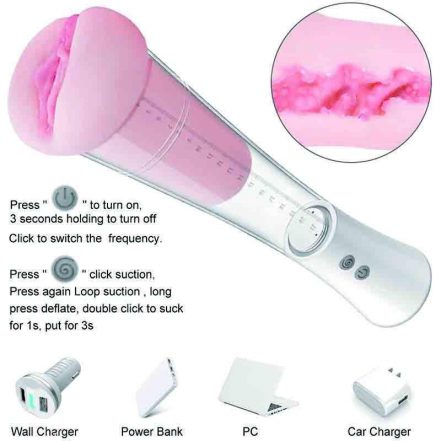 Press " " to turn on,
3 seconds holding to turn off
Click to switch the frequency.
Press " " click suction,
Press again Loop suction , long
press deflate, double click to suck
for 1s, put for 3s
Wall Charger
Power Bank
PC
Car Charger